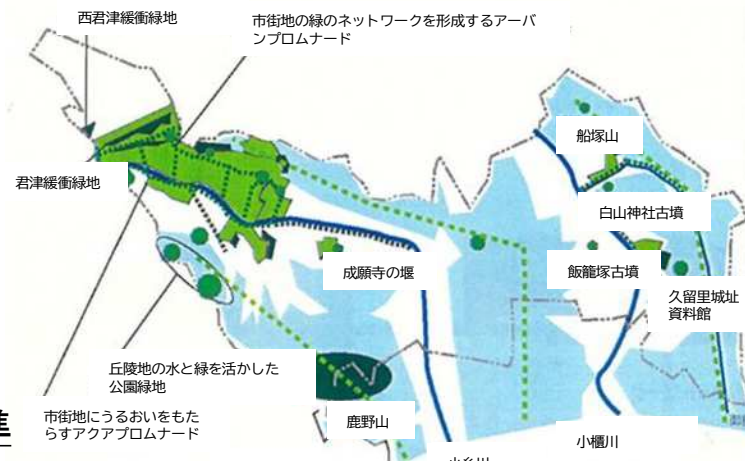 西君津緩衝緑地
市街地の緑のネットワークを形成するアーバ
ンプロムナード
船塚山
君津緩衝緑地
白山神社古墳
成願寺の堰
飯籠塚古墳
久留里城址
資料館
丘陵地の水と緑を活かした
公園緑地
市街地にうるおいをもた
らすアクアプロムナード
鹿野山
小櫃川